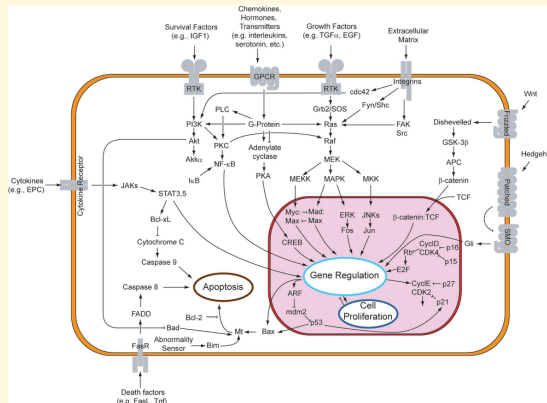 Chemokines,
Hormones,
Transmitters
(e.g. interleukins,
serotonin, etc.)
Survival Factors
(e.g., IGF1)
Growth Factors
(e.g. TGFα, EGF)
Extracellular
Matrix
RTK
GPCR
RTK
cdc42
Integrins
Wnt
Frizzled
PLC
Grb2/SOS
Fyn/Shc
PI3K
G-Protein
Ras
FAK
Src
Dishevelled
Akt
PKC
Adenylate
cyclase
Raf
GSK-3β
Hedgeh
Akkα
NF-κB
MEK
APC
Patched
Cytokines
(e.g., EPC)
Cytokine Receptor
JAKs
IκB
PKA
MEKK
MAPK
MKK
β-catenin
STAT3,5
TCF
Bcl-xL
Myc:
Mad:
Max
Max
ERK
JNKs
β-catenin:TCF
SMO
Cytochrome C
CREB
Fos
Jun
Gli
CycID
p16
Rb
CDK4
p15
Caspase 9
E2F
Gene Regulation
Caspase 8
Apoptosis
ARF
CyclE
p27
CDK2
p21
FADD
Bcl-2
mdm2
Cell
Proliferation
Bad
Mt
Bax
p53
FasR
Abnormality
Sensor
Bim
Death factors
(e.g. FasL, Tnf)